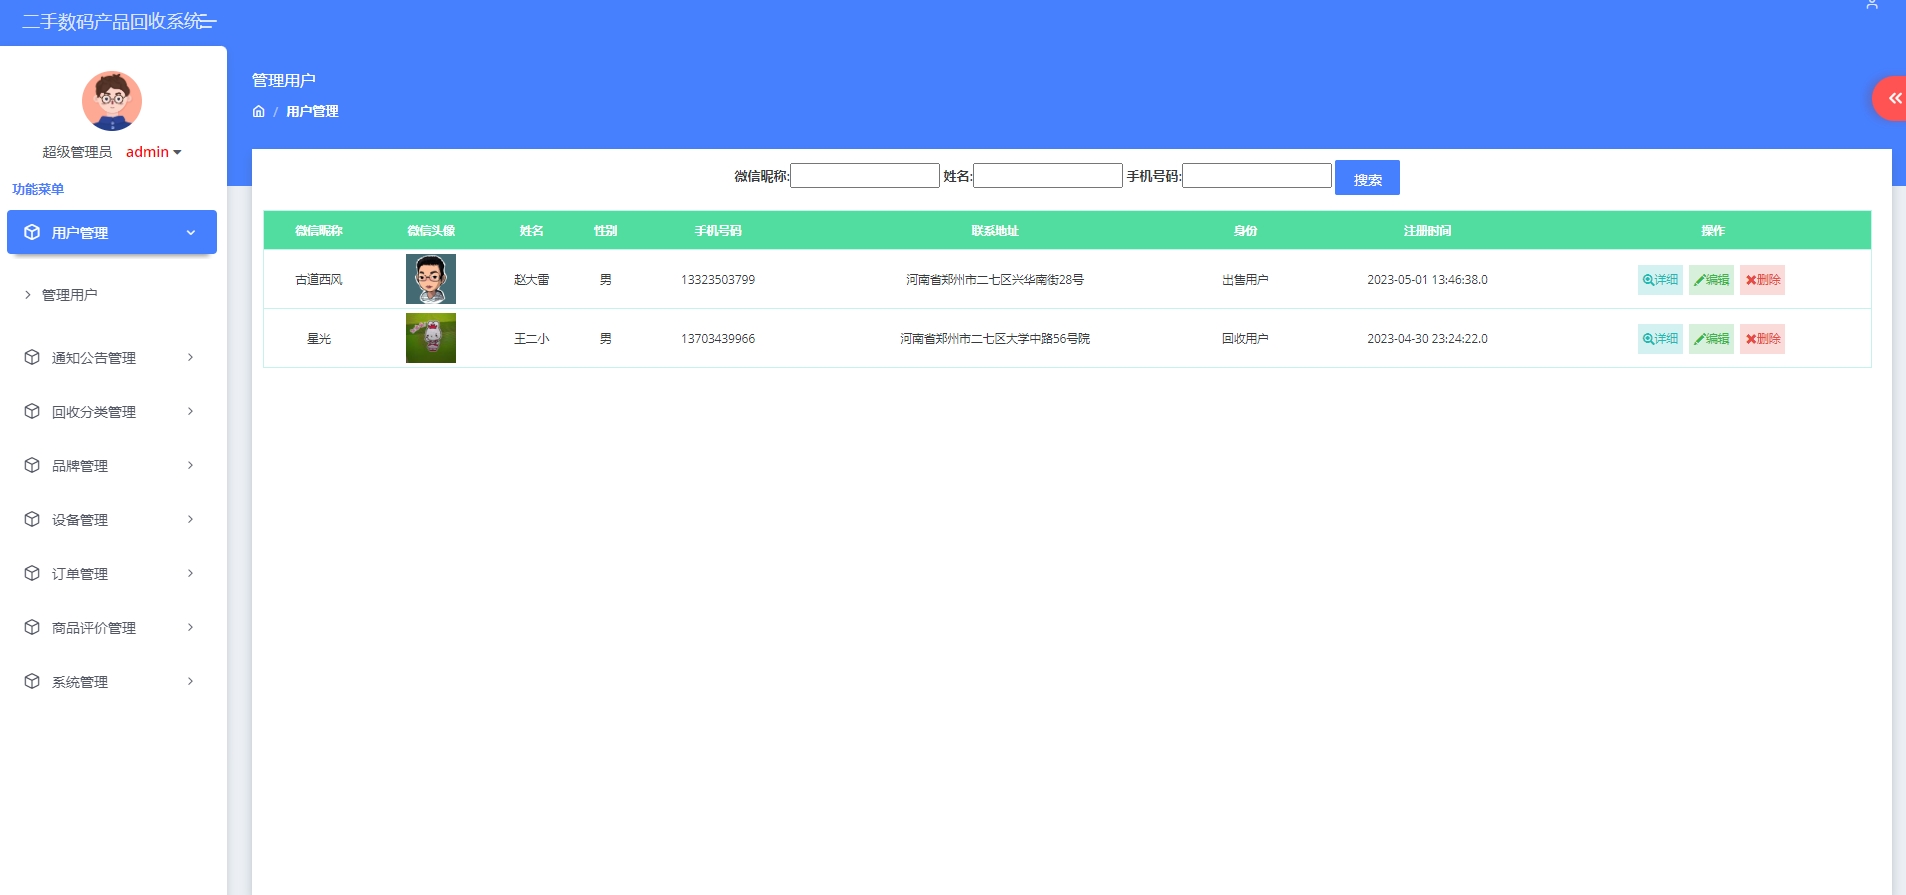 二手数码产品回收系统
管理用户
/ 用户管理
超级管理员 admin
功能菜单
用户管理
管理用户
通知公告管理
回收分类管理
品牌管理
设备管理
订单管理
商品评价管理
系统管理
微信昵称: 姓名: 手机号码: 搜索
微信昵称 微信头像 姓名 性别 手机号码 联系地址 身份 注册时间 操作
古道西风 赵大雷 男 13323503799 河南省郑州市二七区兴华南街28号 出售用户 2023-05-01 13:46:38.0 详细 编辑 删除
星光 王二小 男 13703439966 河南省郑州市二七区大学中路56号院 回收用户 2023-04-30 23:24:22.0 详细 编辑 删除